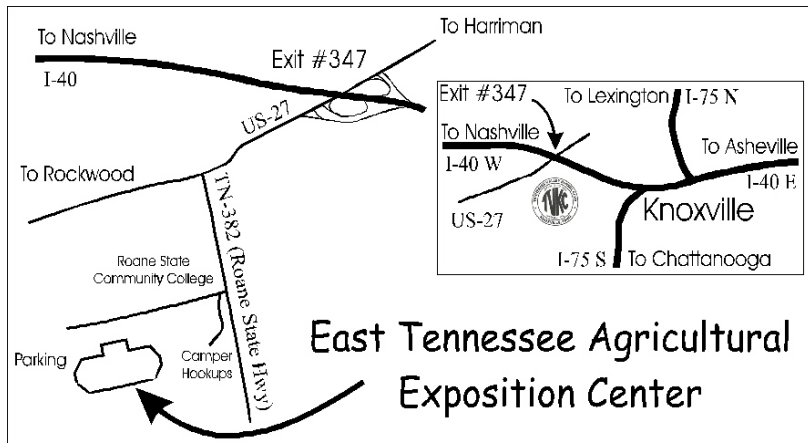 To Nashville
I-40
Exit #347
To Harriman
US-27
To Rockwood
TN-382 (Roane State Hwy)
Roane State
Community College
Parking
Camper
Hookups
East Tennessee Agricultural
Exposition Center
Exit #347
To Lexington
I-75 N
To Nashville
I-40 W
To Asheville
I-40 E
US-27
TVKC
Knoxville
I-75 S
To Chattanooga